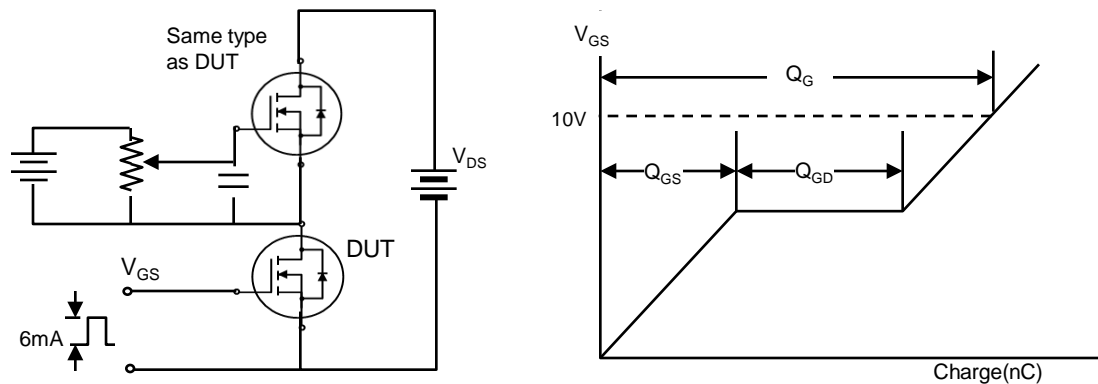 Same type
as DUT
V_DS
DUT
V_GS
6mA
V_GS
Q_G
10V
Q_GS
Q_GD
Charge(nC)